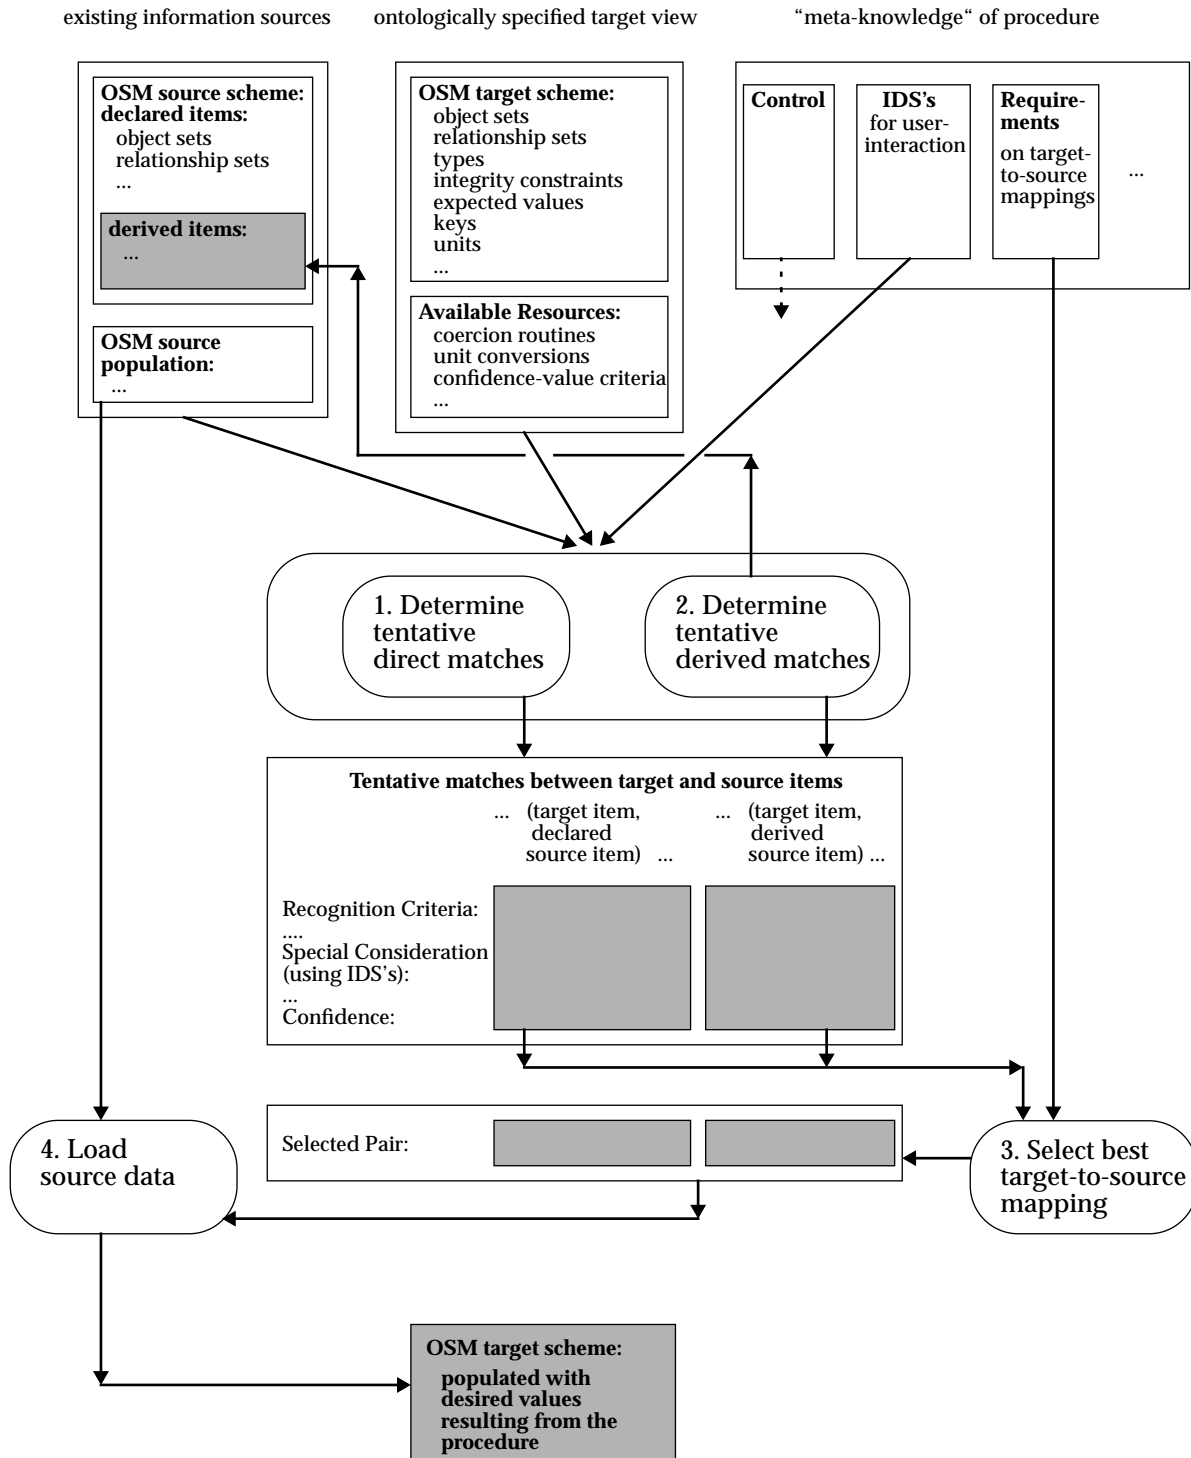 existing information sources
ontologically specified target view
“meta-knowledge“ of procedure
OSM source scheme:
declared items:
object sets
relationship sets
...
derived items:
...
OSM source
population:
...
OSM target scheme:
object sets
relationship sets
types
integrity constraints
expected values
keys
units
...
Available Resources:
coercion routines
unit conversions
confidence-value criteria
...
Control
IDS's
for user-
interaction
Require-
ments
on target-
to-source
mappings
...
1. Determine
tentative
direct matches
2. Determine
tentative
derived matches
Tentative matches between target and source items
... (target item,
declared
source item) ...
... (target item,
derived
source item) ...
Recognition Criteria:
....
Special Consideration
(using IDS's):
...
Confidence:
Selected Pair:
3. Select best
target-to-source
mapping
4. Load
source data
OSM target scheme:
populated with
desired values
resulting from the
procedure